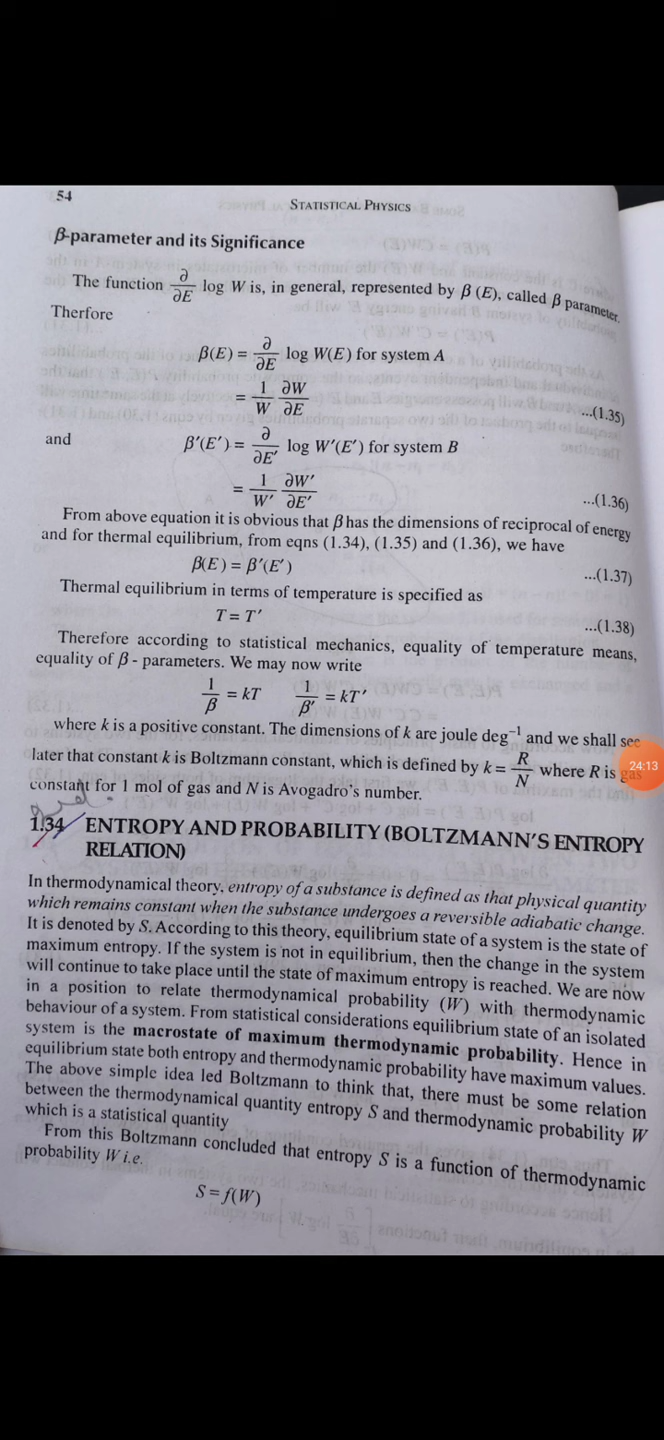 54
STATISTICAL PHYSICS
β-parameter and its Significance
The function ∂/∂E log W is, in general, represented by β (E), called β parameter.
Therfore
β(E) = ∂/∂E log W(E) for system A
= 1/W ∂W/∂E ...(1.35)
and β′(E′) = ∂/∂E′ log W′(E′) for system B
= 1/W′ ∂W′/∂E′ ...(1.36)
From above equation it is obvious that β has the dimensions of reciprocal of energy
and for thermal equilibrium, from eqns (1.34), (1.35) and (1.36), we have
β(E) = β′(E′) ...(1.37)
Thermal equilibrium in terms of temperature is specified as
T = T′ ...(1.38)
Therefore according to statistical mechanics, equality of temperature means,
equality of β - parameters. We may now write
1/β = kT 1/β′ = kT′
where k is a positive constant. The dimensions of k are joule deg⁻¹ and we shall see
later that constant k is Boltzmann constant, which is defined by k = R/N where R is gas
constant for 1 mol of gas and N is Avogadro's number.
24:13
1.34 ENTROPY AND PROBABILITY (BOLTZMANN'S ENTROPY
RELATION)
In thermodynamical theory, entropy of a substance is defined as that physical quantity
which remains constant when the substance undergoes a reversible adiabatic change.
It is denoted by S. According to this theory, equilibrium state of a system is the state of
maximum entropy. If the system is not in equilibrium, then the change in the system
will continue to take place until the state of maximum entropy is reached. We are now
in a position to relate thermodynamical probability (W) with thermodynamic
behaviour of a system. From statistical considerations equilibrium state of an isolated
system is the macrostate of maximum thermodynamic probability. Hence in
equilibrium state both entropy and thermodynamic probability have maximum values.
The above simple idea led Boltzmann to think that, there must be some relation
between the thermodynamical quantity entropy S and thermodynamic probability W
which is a statistical quantity
From this Boltzmann concluded that entropy S is a function of thermodynamic
probability W i.e.
S = f(W)